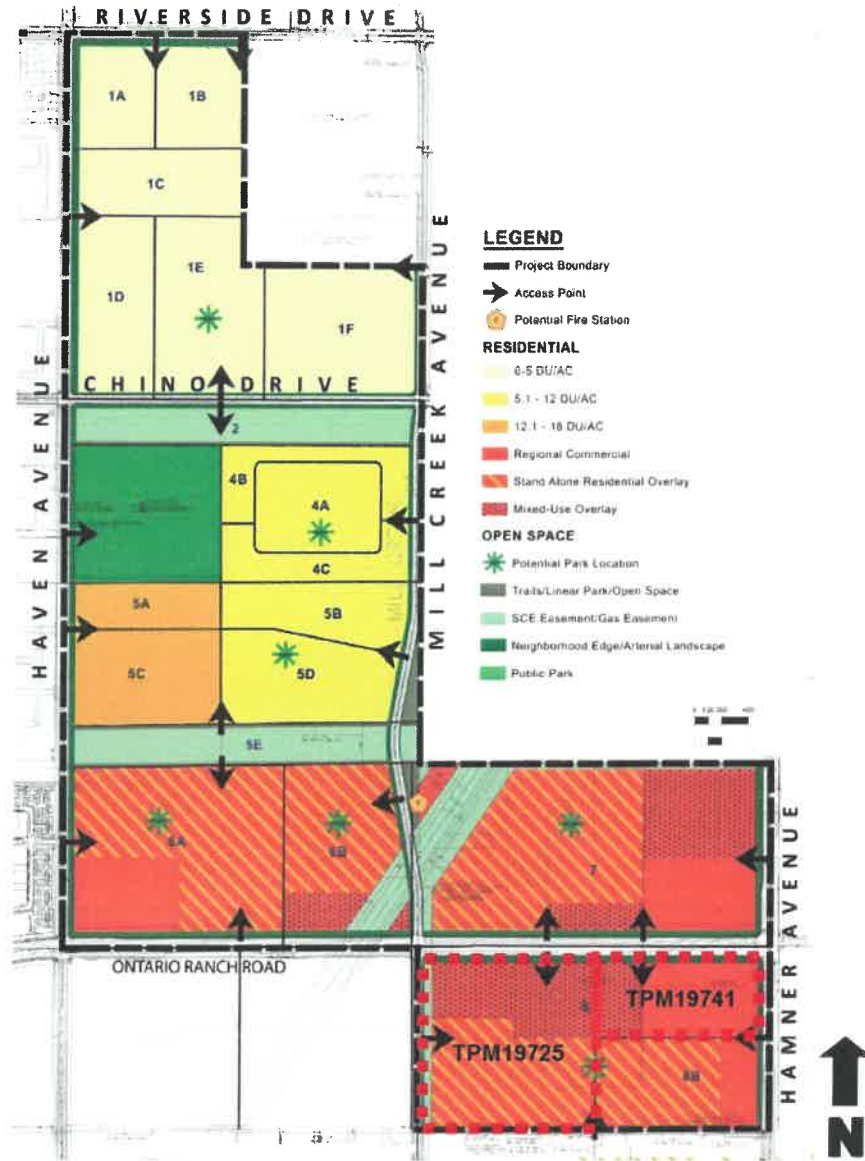 RIVERSIDE DRIVE
1A
1B
1C
1D
1E
1F
CHINO DRIVE
HAVEN AVENUE
MILL CREEK AVENUE
2
4B
4A
4C
5A
5B
5C
5D
5E
6A
6B
7
ONTARIO RANCH ROAD
HAMNER AVENUE
TPM19741
TPM19725
8B
N
LEGEND
Project Boundary
Access Point
Potential Fire Station
RESIDENTIAL
0-5 DU/AC
5.1 - 12 DU/AC
12.1 - 18 DU/AC
Regional Commercial
Stand Alone Residential Overlay
Mixed-Use Overlay
OPEN SPACE
Potential Park Location
Trails/Linear Park/Open Space
SCE Easement/Gas Easement
Neighborhood Edge/Arterial Landscape
Public Park